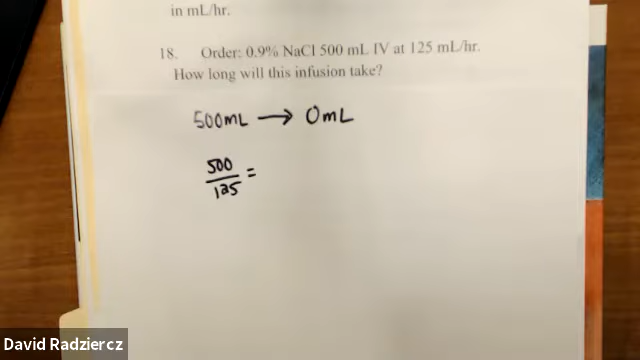 in mL/hr.
18. Order: 0.9% NaCl 500 mL IV at 125 mL/hr.
How long will this infusion take?
500mL → 0mL
500
125 =
David Radziercz